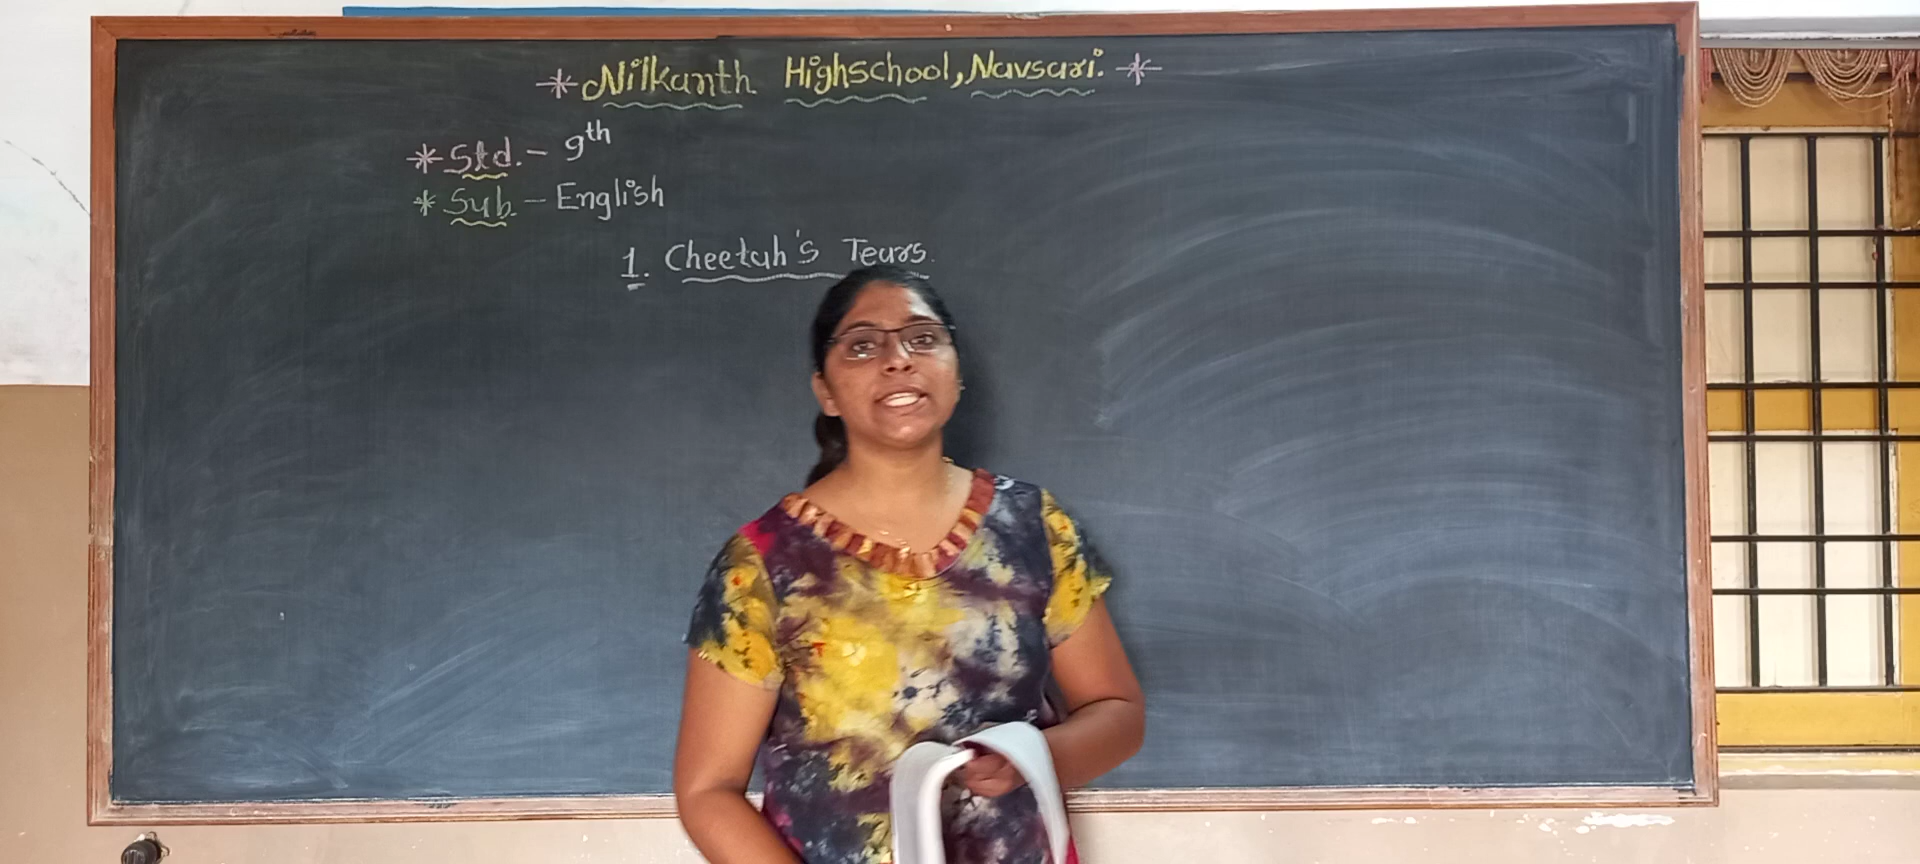 * Nilkanth Highschool, Navsari. *
* Std. - 9th
* Sub. - English
1. Cheetah's Tears.